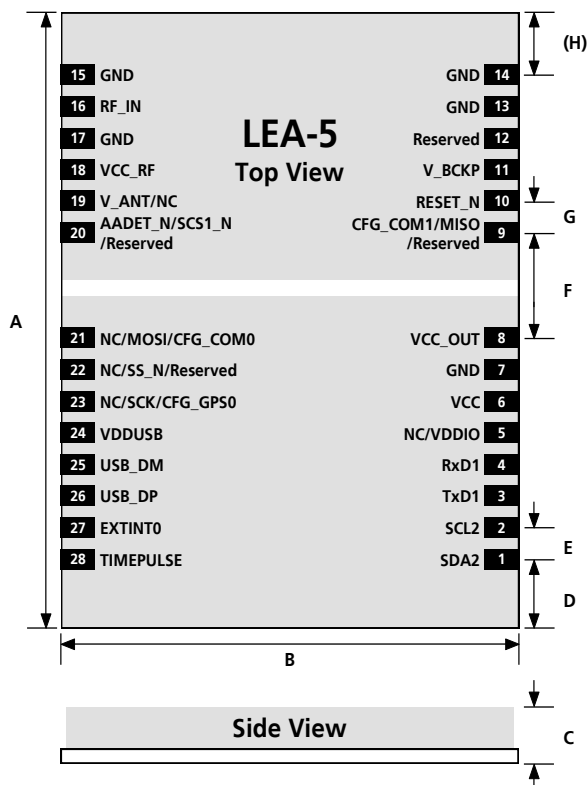 (H)
15 GND
GND 14
16 RF_IN
GND 13
LEA-5
17 GND
Reserved 12
Top View
18 VCC_RF
V_BCKP 11
19 V_ANT/NC
RESET_N 10
G
20 AADET_N/SCS1_N
/Reserved
CFG_COM1/MISO 9
/Reserved
F
A
21 NC/MOSI/CFG_COM0
VCC_OUT 8
22 NC/SS_N/Reserved
GND 7
23 NC/SCK/CFG_GPS0
VCC 6
24 VDDUSB
NC/VDDIO 5
25 USB_DM
RxD1 4
26 USB_DP
TxD1 3
27 EXTINT0
SCL2 2
E
28 TIMEPULSE
SDA2 1
D
B
Side View
C